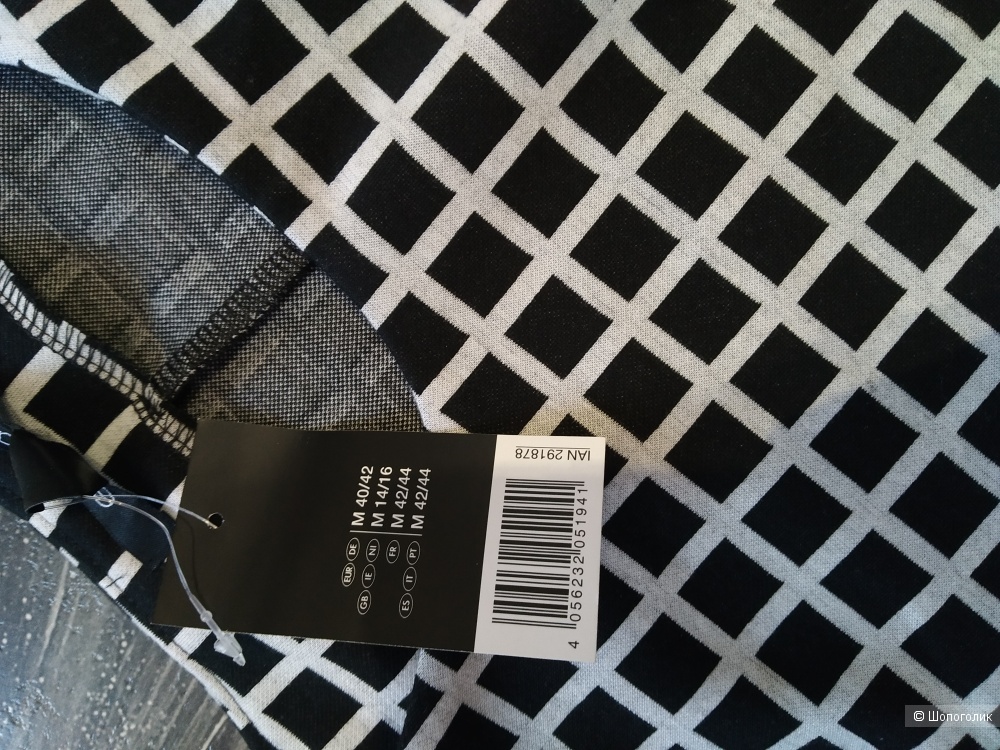 EUR DE M 40/42
GB IE NI M 14/16
FR M 42/44
ES IT PT M 42/44
IAN 291878
4 056232 051941
© Шопоголик